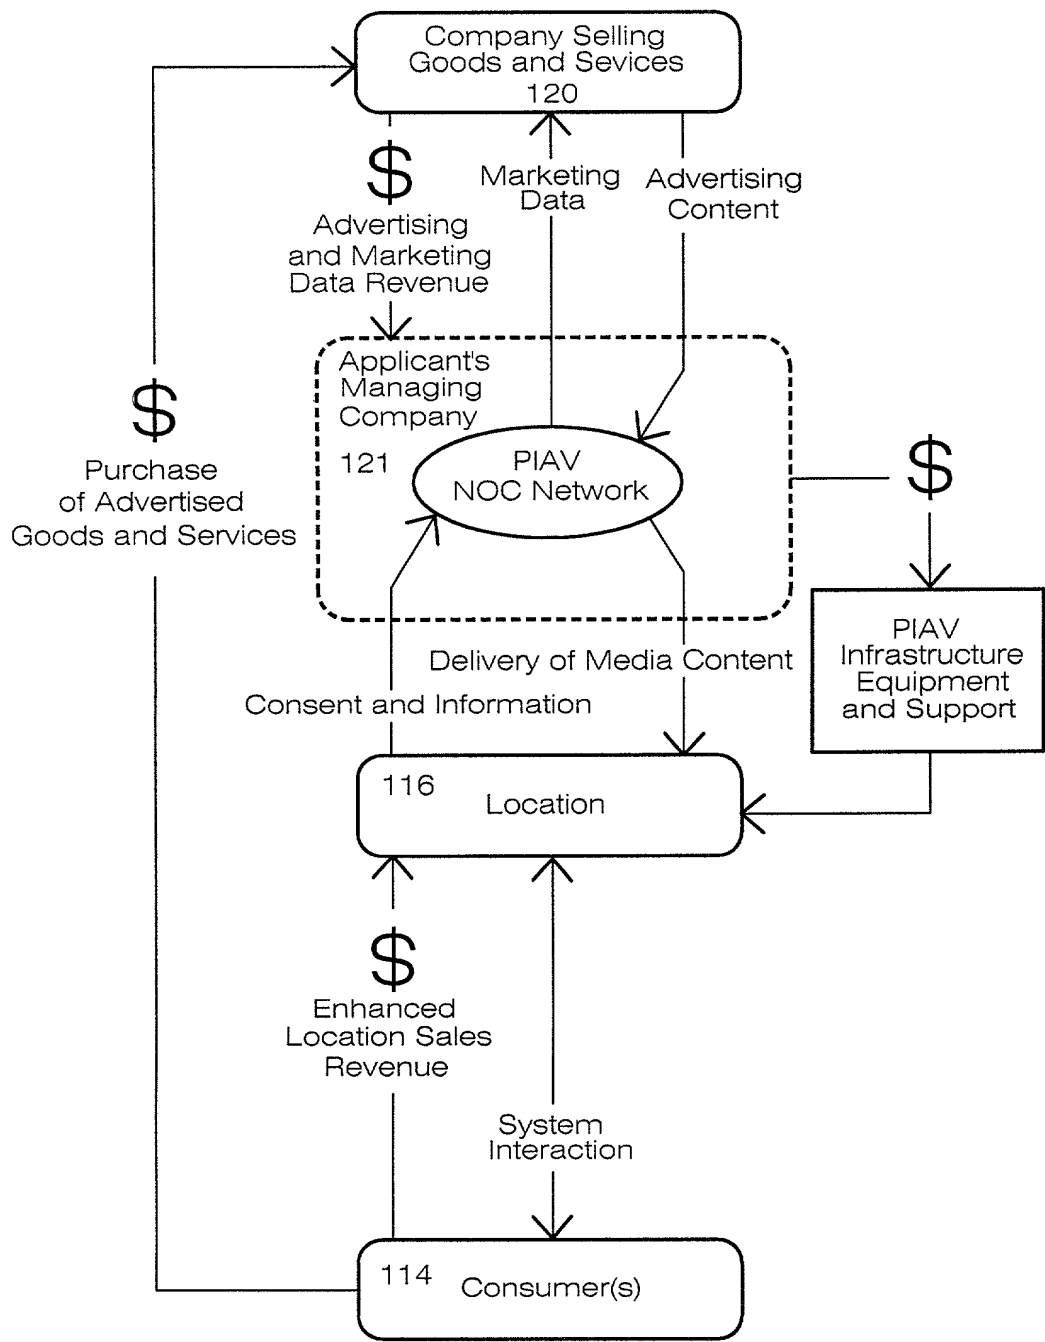 Company Selling
Goods and Sevices
120
$
Advertising
and Marketing
Data Revenue
Marketing
Data
Advertising
Content
Applicant's
Managing
Company
121
PIAV
NOC Network
$
Purchase
of Advertised
Goods and Services
$
PIAV
Infrastructure
Equipment
and Support
Delivery of Media Content
Consent and Information
116
Location
$
Enhanced
Location Sales
Revenue
System
Interaction
114
Consumer(s)